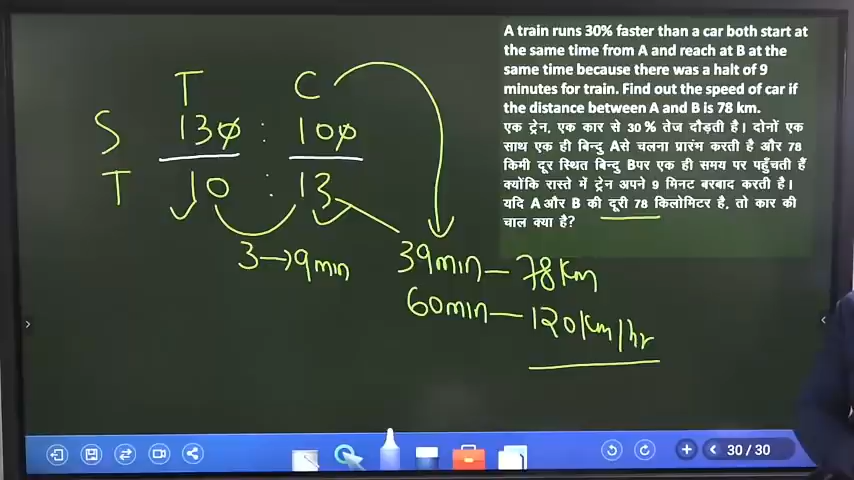 A train runs 30% faster than a car both start at
the same time from A and reach at B at the
same time because there was a halt of 9
minutes for train. Find out the speed of car if
the distance between A and B is 78 km.
एक ट्रेन, एक कार से 30 % तेज दौड़ती है। दोनों एक
साथ एक ही बिन्दु Aसे चलना प्रारंभ करती है और 78
किमी दूर स्थित बिन्दु Bपर एक ही समय पर पहुँचती हैं
क्योंकि रास्ते में ट्रेन अपने 9 मिनट बरबाद करती है।
यदि A और B की दूरी 78 किलोमिटर है, तो कार की
चाल क्या है?
T C
S 130 : 100
T 10 : 13
3→9min
39min—78km
60min—120km/hr
30 / 30